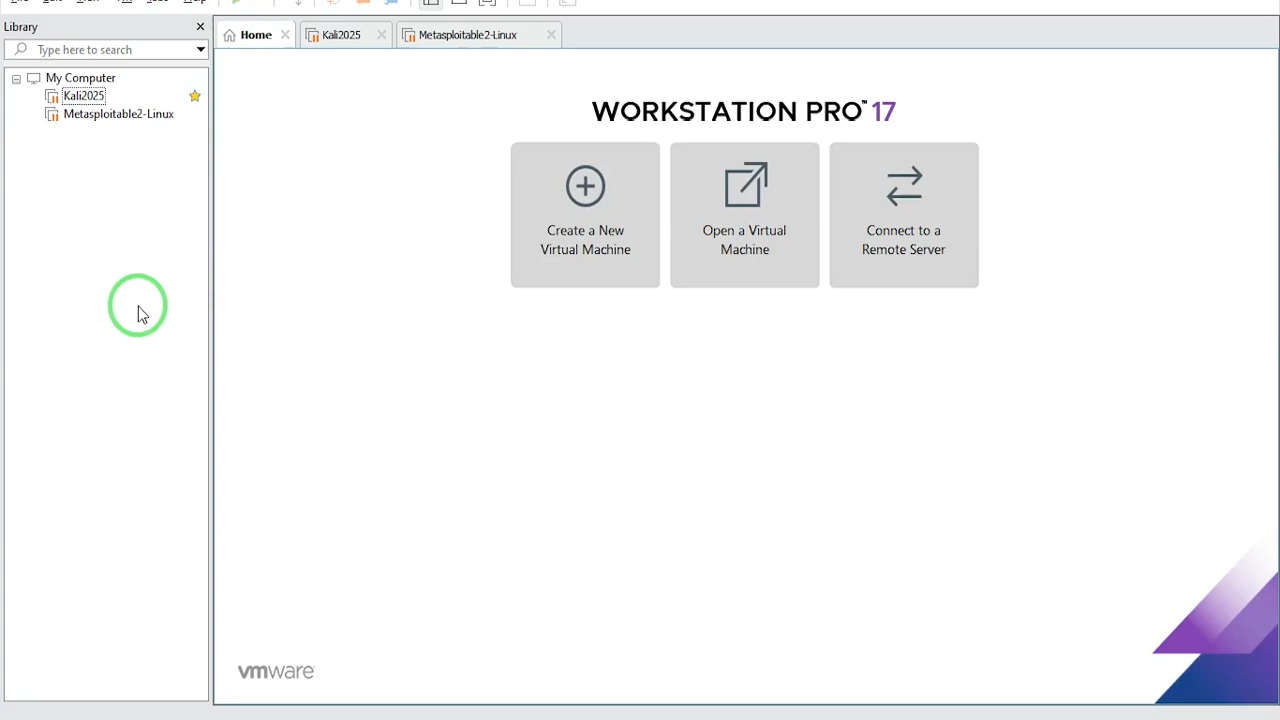 Library
Type here to search
My Computer
Kali2025
Metasploitable2-Linux
Home
Kali2025
Metasploitable2-Linux
WORKSTATION PRO™ 17
Create a New
Virtual Machine
Open a Virtual
Machine
Connect to a
Remote Server
vmware